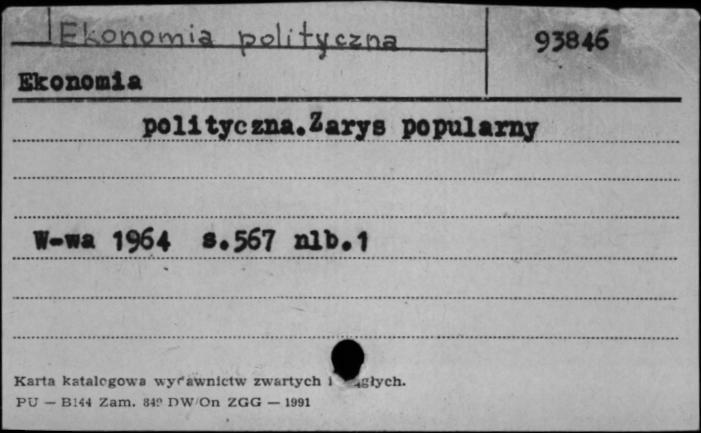 Ekonomia polityczna 93846
Ekonomia
polityczna.Zarys popularny
W-wa 1964 s.567 nlb.1
Karta katalogowa wydawnictw zwartych i
PU — B144 Zam. 849 DW/On ZGG — 1991